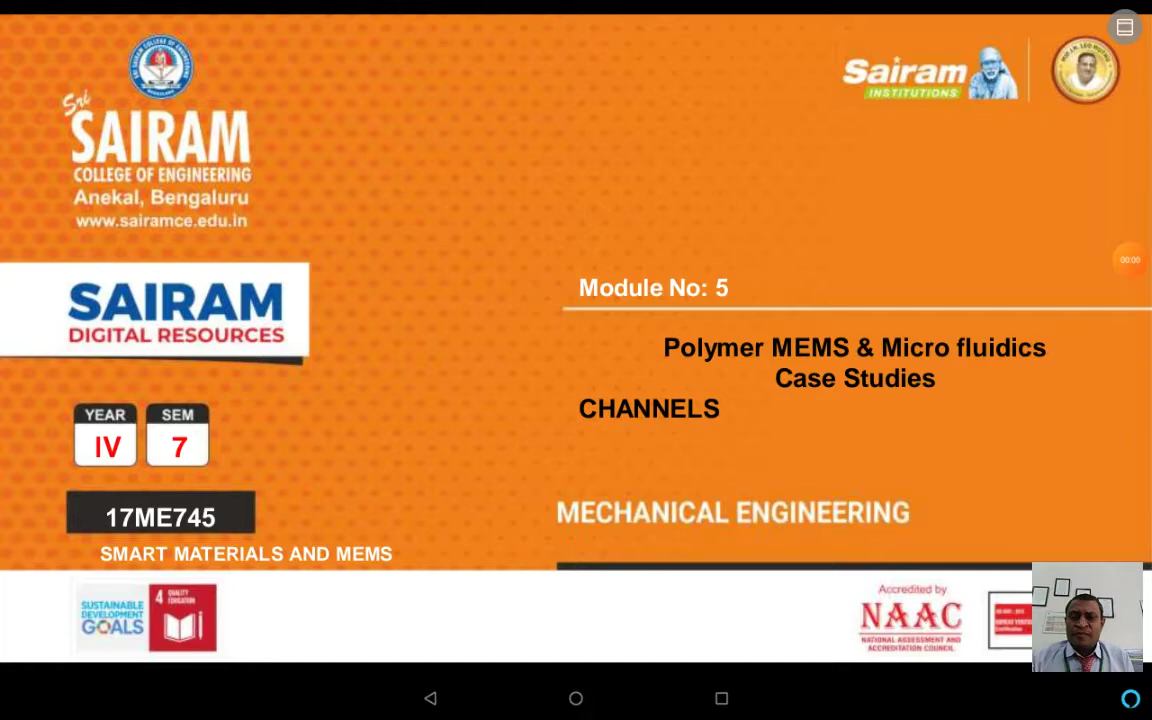 Sri
SAIRAM
COLLEGE OF ENGINEERING
Anekal, Bengaluru
www.sairamce.edu.in
Sairam
INSTITUTIONS
SAIRAM
DIGITAL RESOURCES
00:00
Module No: 5
Polymer MEMS & Micro fluidics
Case Studies
CHANNELS
YEAR
IV
SEM
7
17ME745
SMART MATERIALS AND MEMS
MECHANICAL ENGINEERING
SUSTAINABLE
DEVELOPMENT
GOALS
4 QUALITY
EDUCATION
Accredited by
NAAC
NATIONAL ASSESSMENT AND
ACCREDITATION COUNCIL